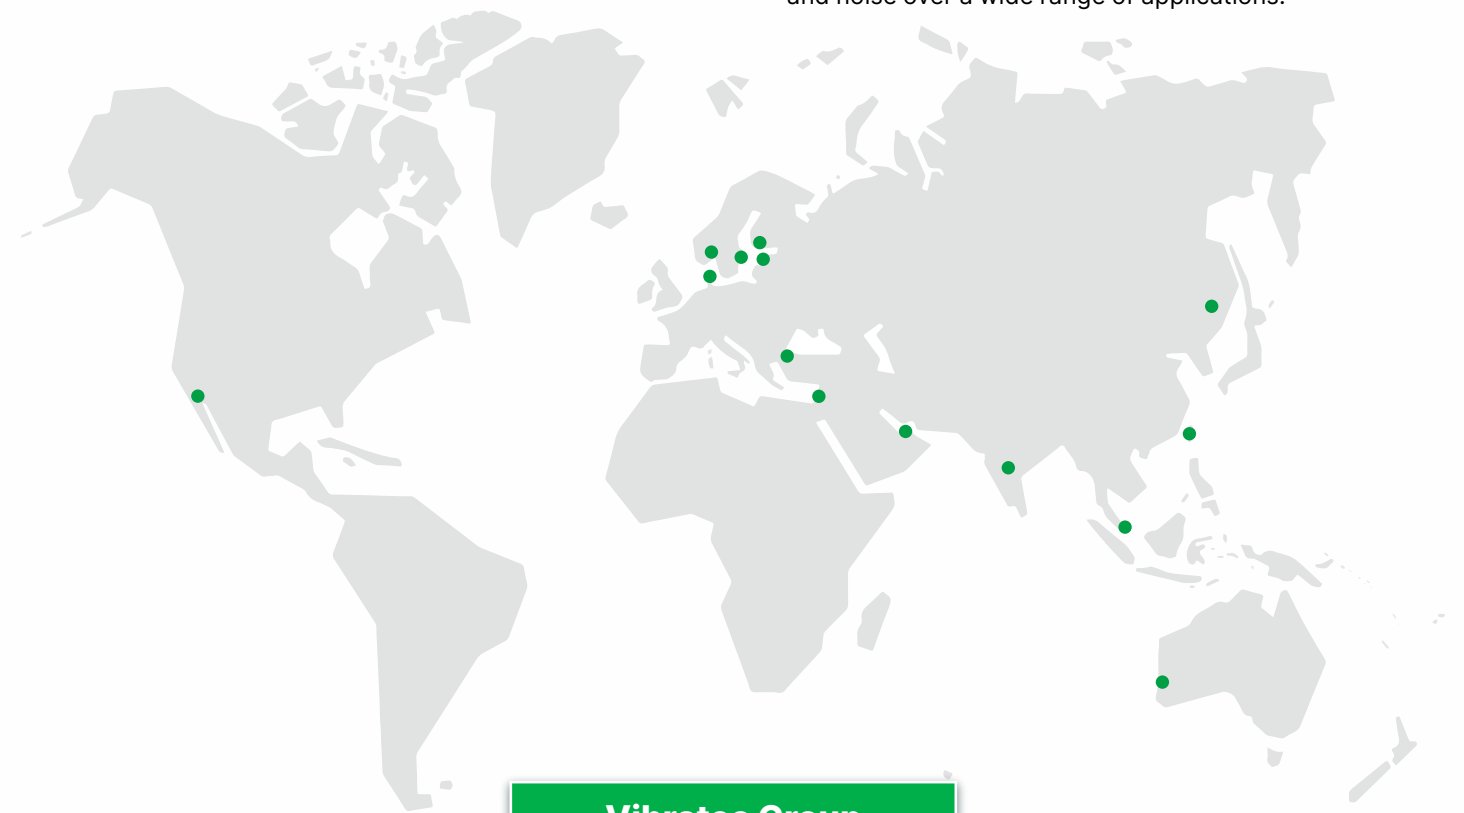 and noise over a wide range of applications.
Vibratec Group